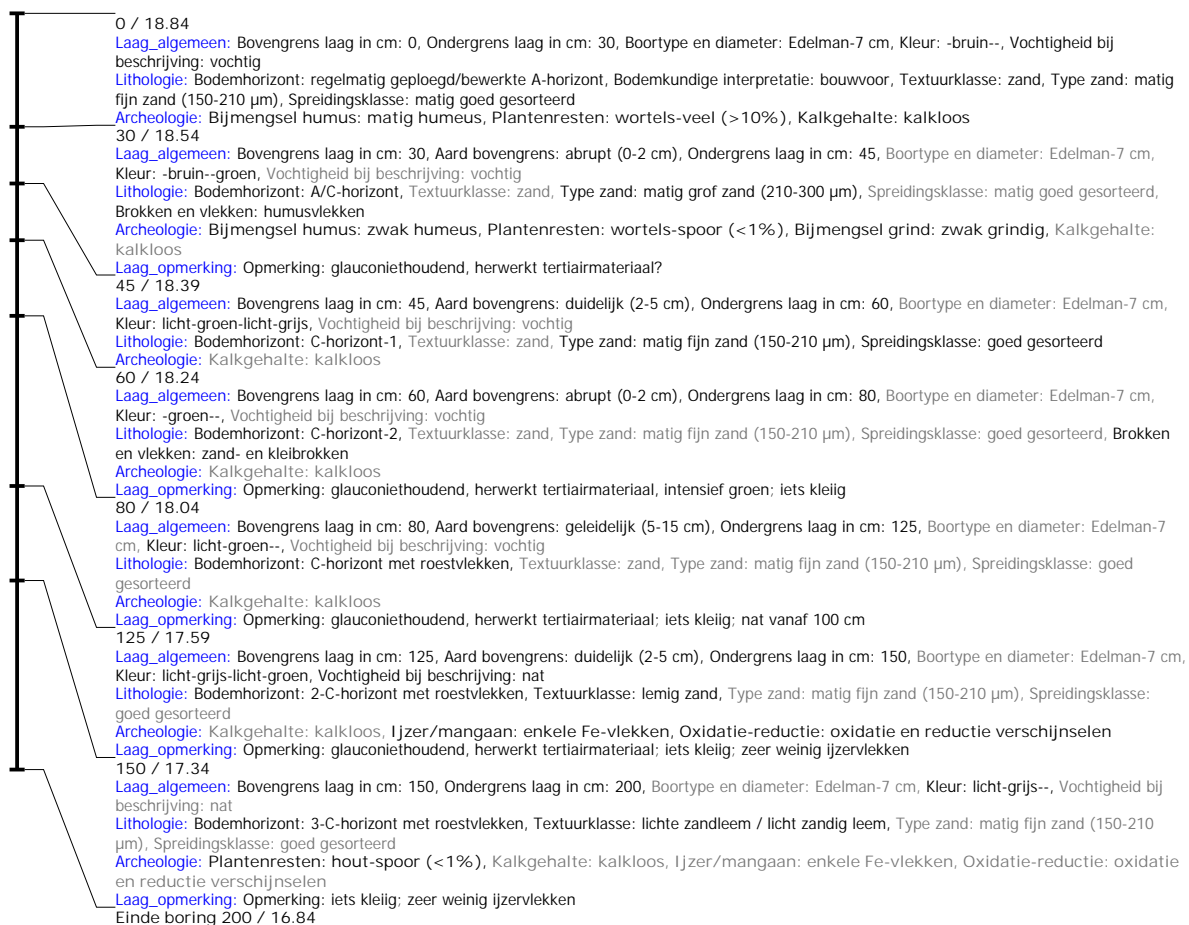 0 / 18.84
Laag_algemeen: Bovengrens laag in cm: 0, Ondergrens laag in cm: 30, Boortype en diameter: Edelman-7 cm, Kleur: -bruin--, Vochtigheid bij
beschrijving: vochtig
Lithologie: Bodemhorizont: regelmatig geploegd/bewerkte A-horizont, Bodemkundige interpretatie: bouwvoor, Textuurklasse: zand, Type zand: matig
fijn zand (150-210 µm), Spreidingsklasse: matig goed gesorteerd
Archeologie: Bijmengsel humus: matig humeus, Plantenresten: wortels-veel (>10%), Kalkgehalte: kalkloos
30 / 18.54
Laag_algemeen: Bovengrens laag in cm: 30, Aard bovengrens: abrupt (0-2 cm), Ondergrens laag in cm: 45, Boortype en diameter: Edelman-7 cm,
Kleur: -bruin--groen, Vochtigheid bij beschrijving: vochtig
Lithologie: Bodemhorizont: A/C-horizont, Textuurklasse: zand, Type zand: matig grof zand (210-300 µm), Spreidingsklasse: matig goed gesorteerd,
Brokken en vlekken: humusvlekken
Archeologie: Bijmengsel humus: zwak humeus, Plantenresten: wortels-spoor (<1%), Bijmengsel grind: zwak grindig, Kalkgehalte:
kalkloos
Laag_opmerking: Opmerking: glauconiethoudend, herwerkt tertiairmateriaal?
45 / 18.39
Laag_algemeen: Bovengrens laag in cm: 45, Aard bovengrens: duidelijk (2-5 cm), Ondergrens laag in cm: 60, Boortype en diameter: Edelman-7 cm,
Kleur: licht-groen-licht-grijs, Vochtigheid bij beschrijving: vochtig
Lithologie: Bodemhorizont: C-horizont-1, Textuurklasse: zand, Type zand: matig fijn zand (150-210 µm), Spreidingsklasse: goed gesorteerd
Archeologie: Kalkgehalte: kalkloos
60 / 18.24
Laag_algemeen: Bovengrens laag in cm: 60, Aard bovengrens: abrupt (0-2 cm), Ondergrens laag in cm: 80, Boortype en diameter: Edelman-7 cm,
Kleur: -groen--, Vochtigheid bij beschrijving: vochtig
Lithologie: Bodemhorizont: C-horizont-2, Textuurklasse: zand, Type zand: matig fijn zand (150-210 µm), Spreidingsklasse: goed gesorteerd, Brokken
en vlekken: zand- en kleibrokken
Archeologie: Kalkgehalte: kalkloos
Laag_opmerking: Opmerking: glauconiethoudend, herwerkt tertiairmateriaal, intensief groen; iets kleiig
80 / 18.04
Laag_algemeen: Bovengrens laag in cm: 80, Aard bovengrens: geleidelijk (5-15 cm), Ondergrens laag in cm: 125, Boortype en diameter: Edelman-7
cm, Kleur: licht-groen--, Vochtigheid bij beschrijving: vochtig
Lithologie: Bodemhorizont: C-horizont met roestvlekken, Textuurklasse: zand, Type zand: matig fijn zand (150-210 µm), Spreidingsklasse: goed
gesorteerd
Archeologie: Kalkgehalte: kalkloos
Laag_opmerking: Opmerking: glauconiethoudend, herwerkt tertiairmateriaal; iets kleiig; nat vanaf 100 cm
125 / 17.59
Laag_algemeen: Bovengrens laag in cm: 125, Aard bovengrens: duidelijk (2-5 cm), Ondergrens laag in cm: 150, Boortype en diameter: Edelman-7 cm,
Kleur: licht-grijs-licht-groen, Vochtigheid bij beschrijving: nat
Lithologie: Bodemhorizont: 2-C-horizont met roestvlekken, Textuurklasse: lemig zand, Type zand: matig fijn zand (150-210 µm), Spreidingsklasse:
goed gesorteerd
Archeologie: Kalkgehalte: kalkloos, Ijzer/mangaan: enkele Fe-vlekken, Oxidatie-reductie: oxidatie en reductie verschijnselen
Laag_opmerking: Opmerking: glauconiethoudend, herwerkt tertiairmateriaal; iets kleiig; zeer weinig ijzervlekken
150 / 17.34
Laag_algemeen: Bovengrens laag in cm: 150, Ondergrens laag in cm: 200, Boortype en diameter: Edelman-7 cm, Kleur: licht-grijs--, Vochtigheid bij
beschrijving: nat
Lithologie: Bodemhorizont: 3-C-horizont met roestvlekken, Textuurklasse: lichte zandleem / licht zandig leem, Type zand: matig fijn zand (150-210
µm), Spreidingsklasse: goed gesorteerd
Archeologie: Plantenresten: hout-spoor (<1%), Kalkgehalte: kalkloos, Ijzer/mangaan: enkele Fe-vlekken, Oxidatie-reductie: oxidatie
en reductie verschijnselen
Laag_opmerking: Opmerking: iets kleiig; zeer weinig ijzervlekken
Einde boring 200 / 16.84